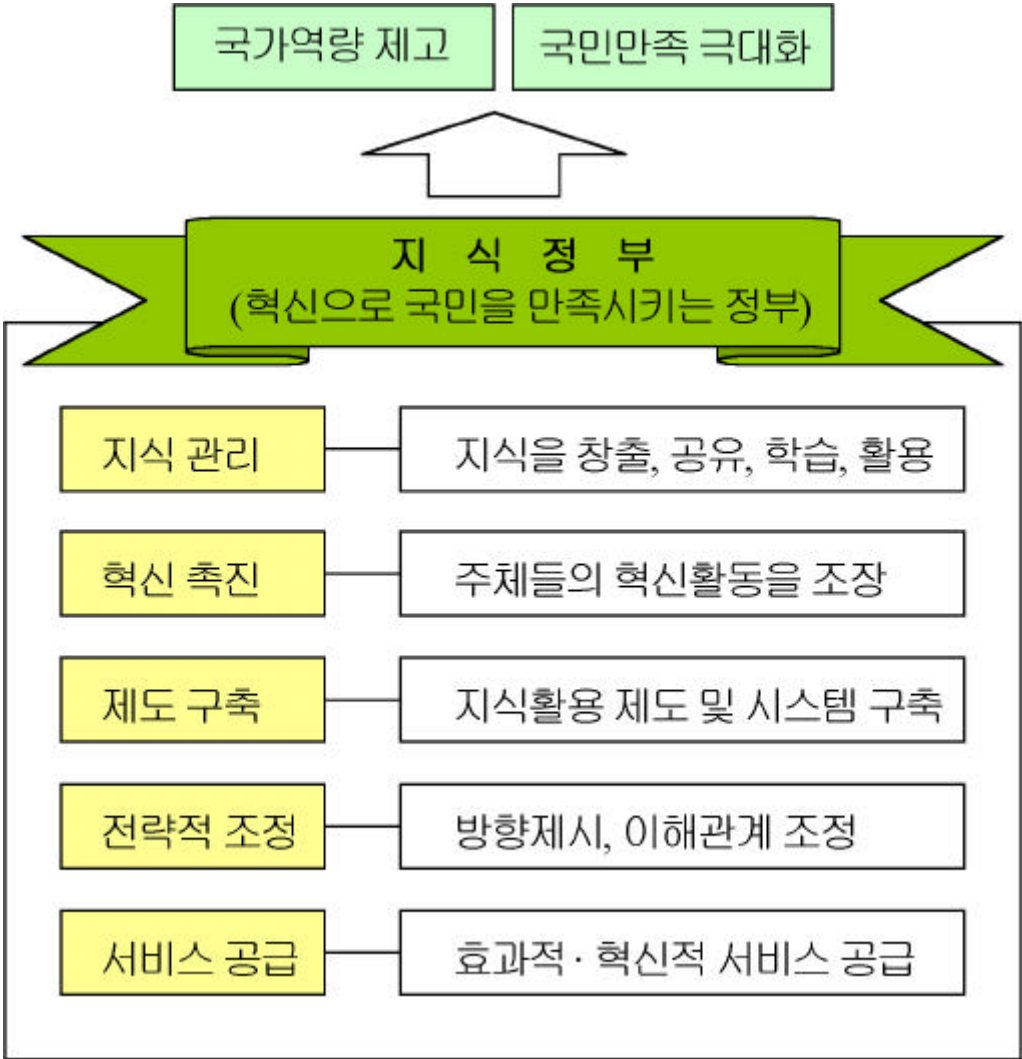 국가역량 제고
국민만족 극대화
지 식 정 부
(혁신으로 국민을 만족시키는 정부)
지식 관리
지식을 창출, 공유, 학습, 활용
혁신 촉진
주체들의 혁신활동을 조장
제도 구축
지식활용 제도 및 시스템 구축
전략적 조정
방향제시, 이해관계 조정
서비스 공급
효과적 · 혁신적 서비스 공급